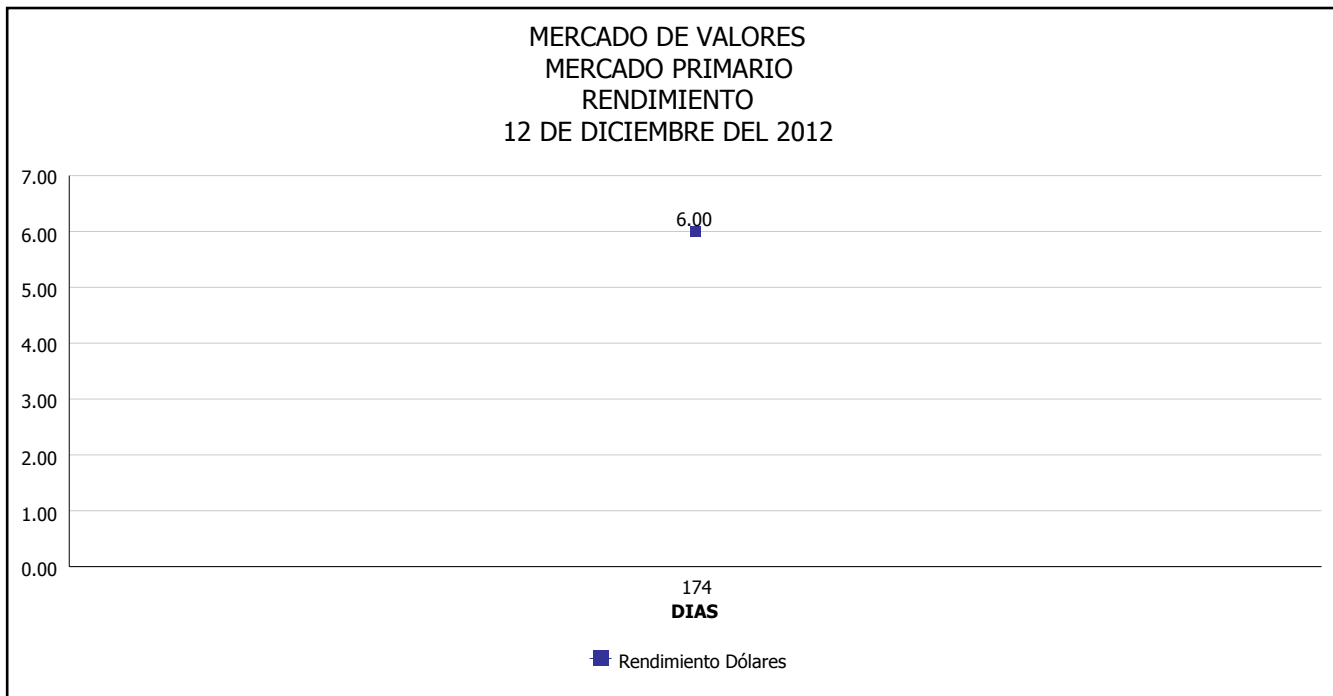 MERCADO DE VALORES
MERCADO PRIMARIO
RENDIMIENTO
12 DE DICIEMBRE DEL 2012
7.00
6.00
6.00
5.00
4.00
3.00
2.00
1.00
0.00
174
DIAS
Rendimiento Dólares